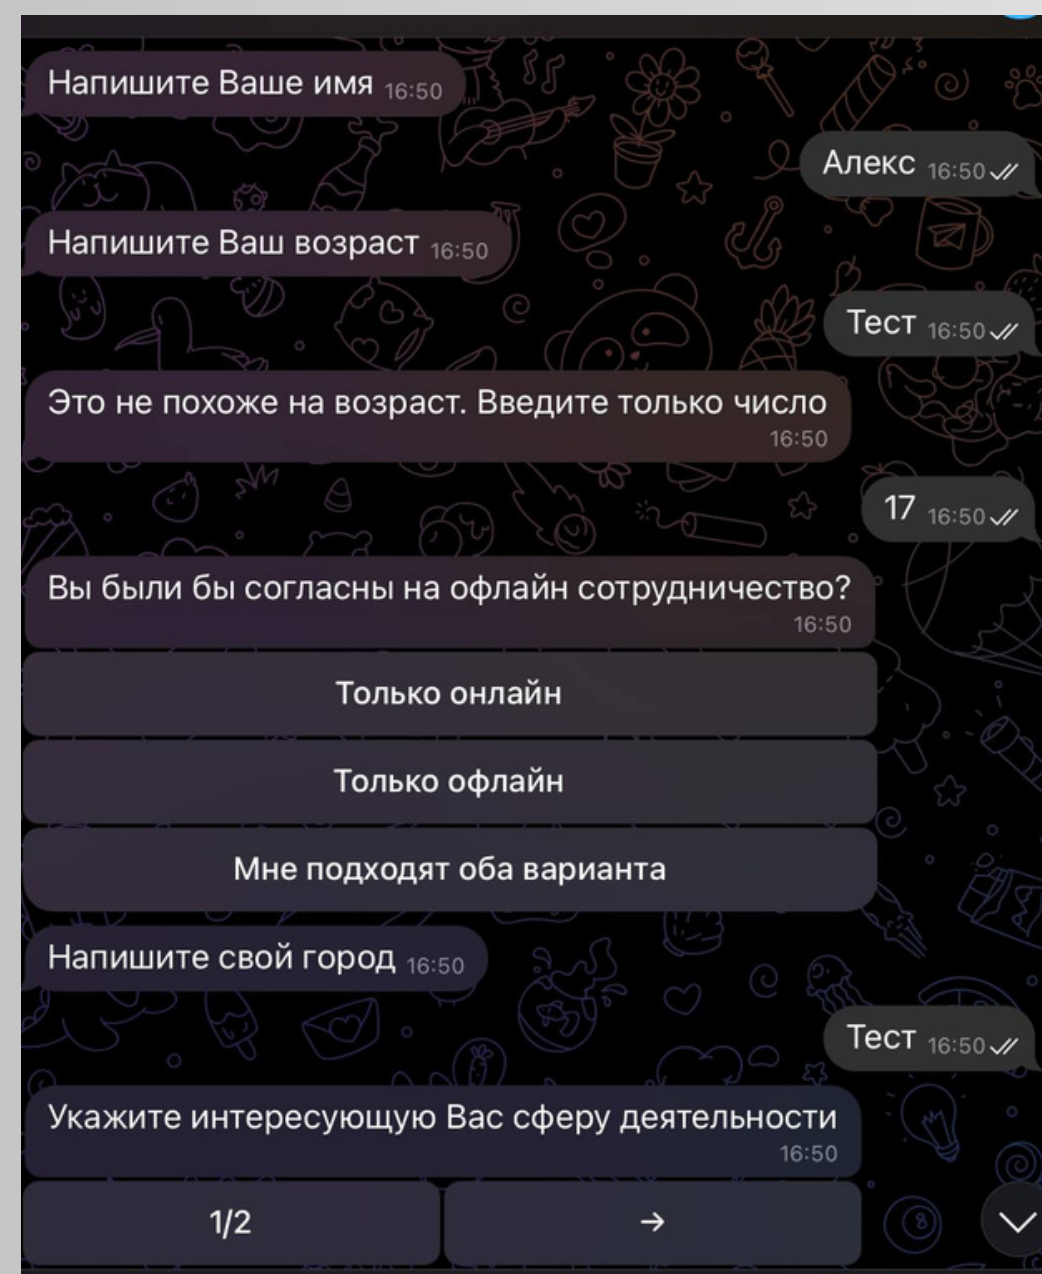 Напишите Ваше имя 16:50
Алекс 16:50
Напишите Ваш возраст 16:50
Тест 16:50
Это не похоже на возраст. Введите только число
16:50
17 16:50
Вы были бы согласны на офлайн сотрудничество?
16:50
Только онлайн
Только офлайн
Мне подходят оба варианта
Напишите свой город 16:50
Тест 16:50
Укажите интересующую Вас сферу деятельности
16:50
1/2 →